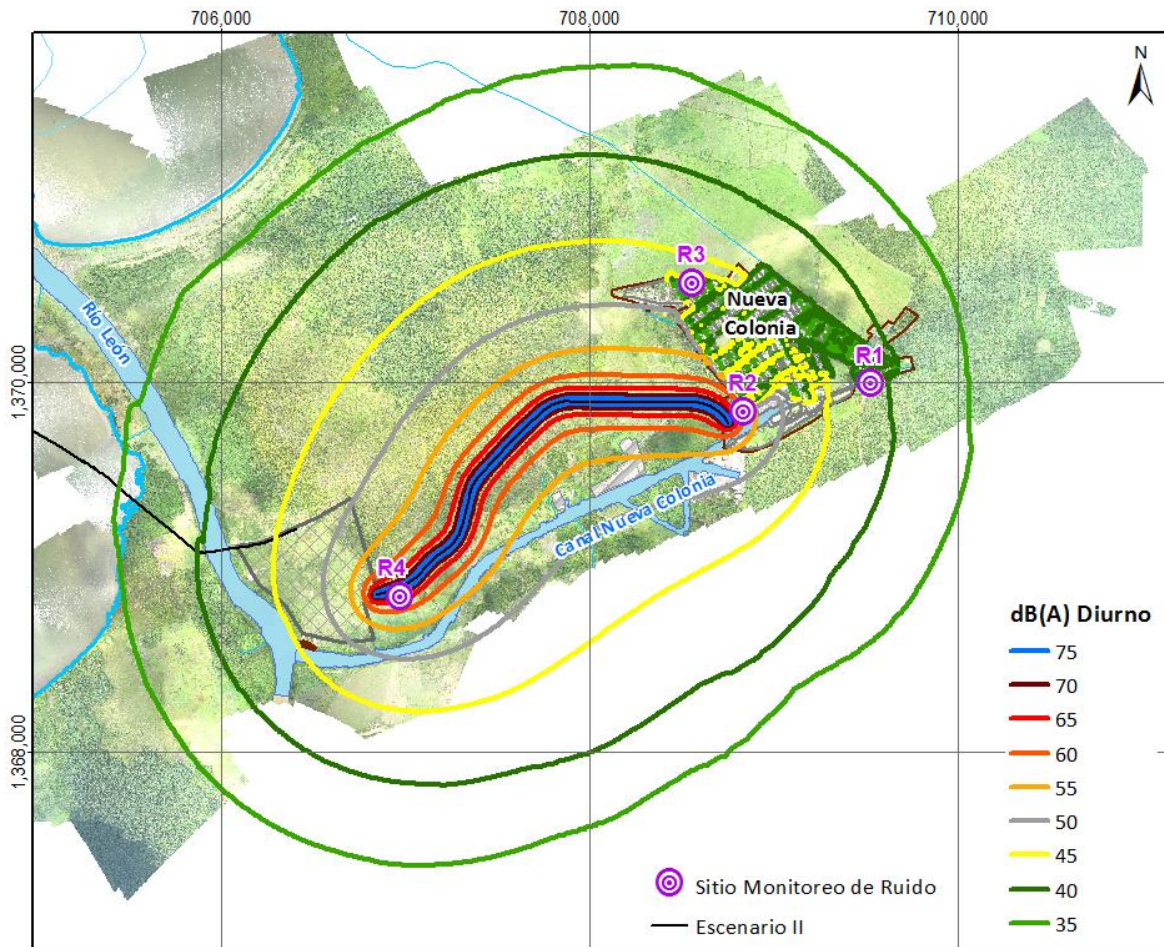 706,000
708,000
710,000
N
R3
Nueva
Colonia
Río León
R1
1,370,000
R2
Canal Nueva Colonia
R4
1,368,000
dB(A) Diurno
75
70
65
60
55
50
45
40
35
Sitio Monitoreo de Ruido
Escenario II